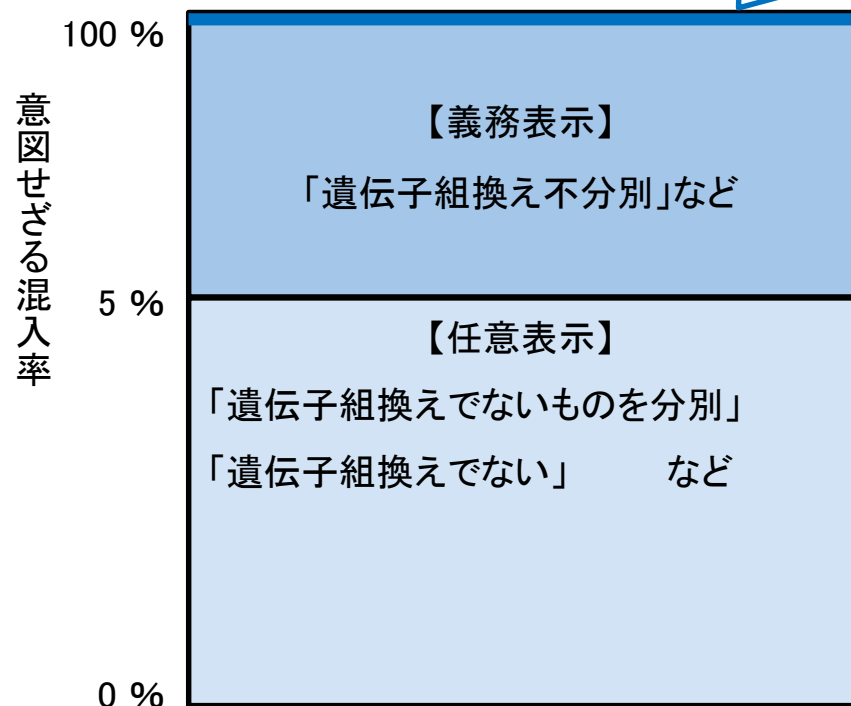 100 %
意図せざる混入率
【義務表示】
「遺伝子組換え不分別」など
5 %
【任意表示】
「遺伝子組換えでないものを分別」
「遺伝子組換えでない」 など
0 %